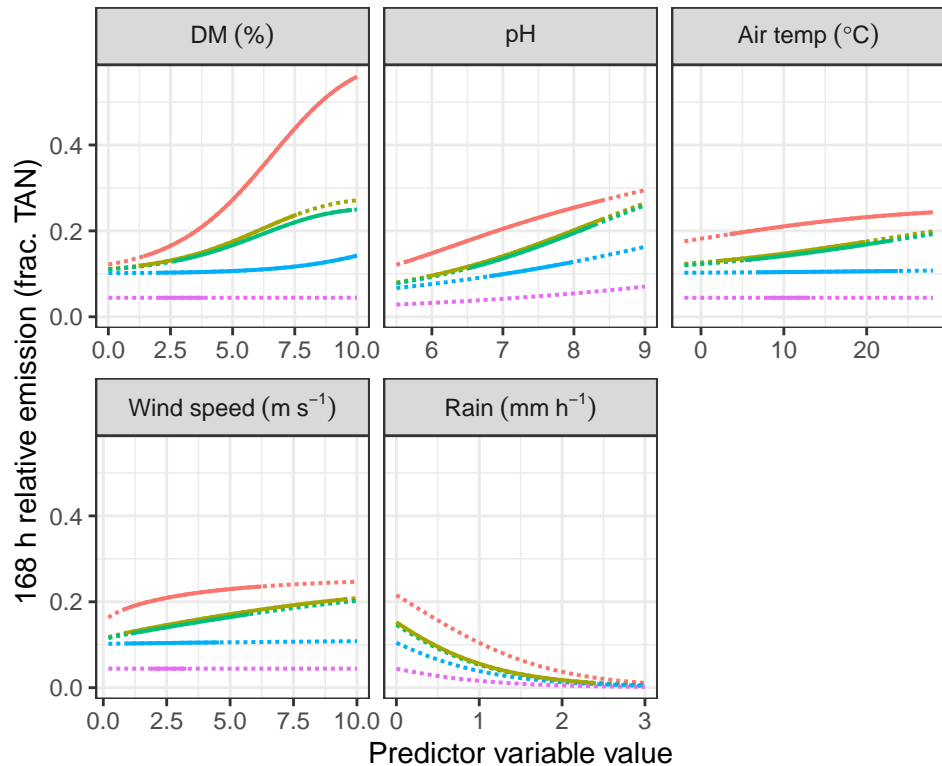 DM (%)
pH
Air temp (°C)
168 h relative emission (frac. TAN)
0.4
0.2
0.0
0.0 2.5 5.0 7.5 10.0
6 7 8 9
0 10 20
Wind speed (m s⁻¹)
Rain (mm h⁻¹)
0.4
0.2
0.0
0.0 2.5 5.0 7.5 10.0
0 1 2 3
Predictor variable value